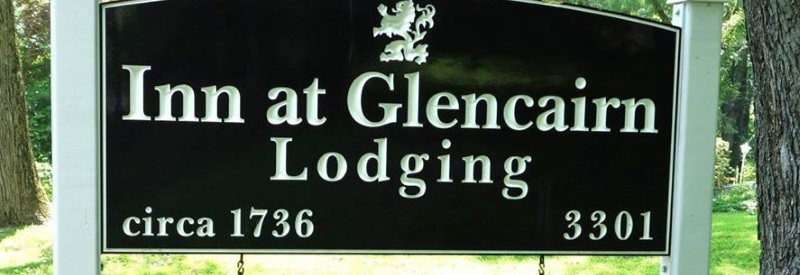 Inn at Glencairn
Lodging
circa 1736 3301